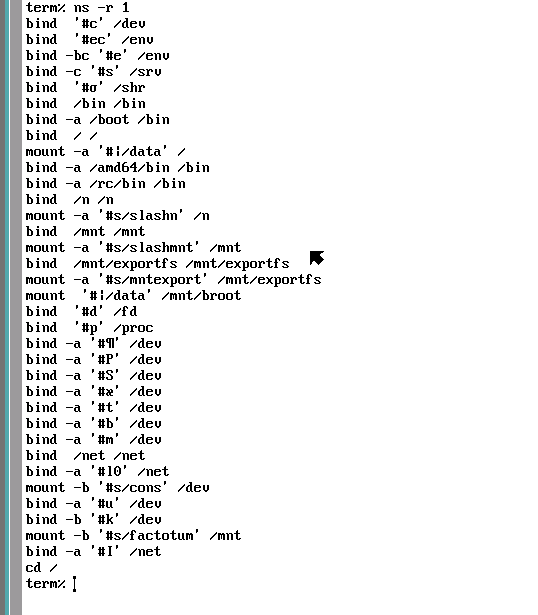 term% ns -r 1
bind  '#c' /dev
bind  '#ec' /env
bind -bc '#e' /env
bind -c '#s' /srv
bind  '#σ' /shr
bind  /bin /bin
bind -a /boot /bin
bind  / /
mount -a '#|/data' /
bind -a /amd64/bin /bin
bind -a /rc/bin /bin
bind  /n /n
mount -a '#s/slashn' /n
bind  /mnt /mnt
mount -a '#s/slashmnt' /mnt
bind  /mnt/exportfs /mnt/exportfs
mount -a '#s/mntexport' /mnt/exportfs
mount  '#|/data' /mnt/broot
bind  '#d' /fd
bind  '#p' /proc
bind -a '#¶' /dev
bind -a '#P' /dev
bind -a '#S' /dev
bind -a '#æ' /dev
bind -a '#t' /dev
bind -a '#b' /dev
bind -a '#m' /dev
bind  /net /net
bind -a '#l0' /net
mount -b '#s/cons' /dev
bind -a '#u' /dev
bind -b '#k' /dev
mount -b '#s/factotum' /mnt
bind -a '#I' /net
cd /
term%